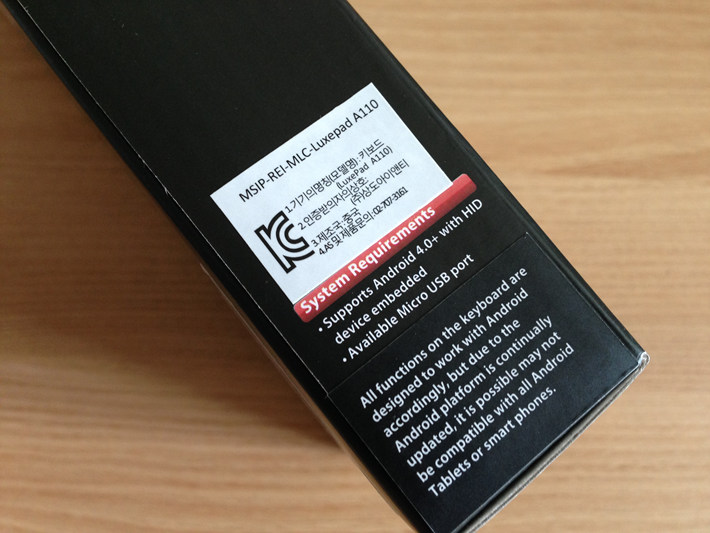 MSIP-REI-MLC-Luxepad A110
1.기기의명칭(모델명) : 키보드
(LuxePad A110)
2.인증받은자의상호:
(주)상도아이앤티
3.제조국:중국
4.AS 및 제품문의:02-707-3161
System Requirements
• Supports Android 4.0+ with HID
device embedded
• Available Micro USB port
All functions on the keyboard are
designed to work with Android
accordingly, but due to the
Android platform is continually
updated, it is possible may not
be compatible with all Android
Tablets or smart phones.